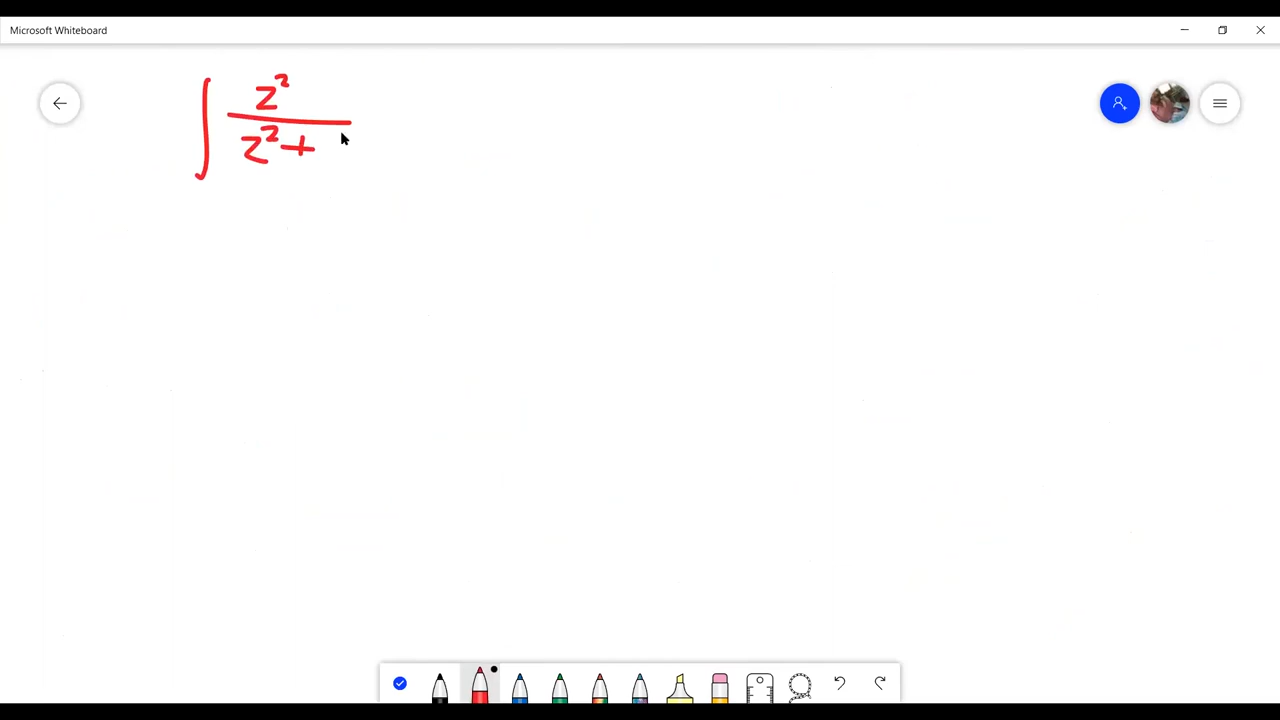 Microsoft Whiteboard
∫ z²
z² +